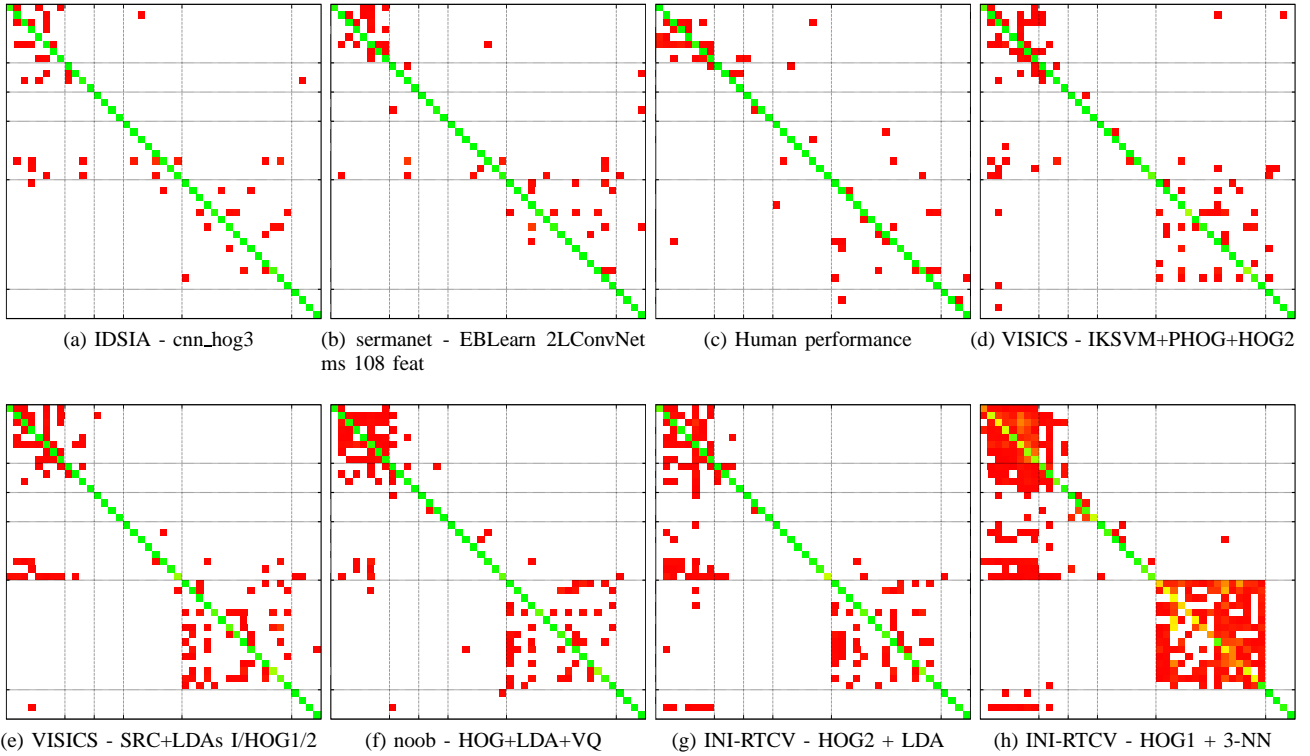 (a) IDSIA - cnn_hog3
(b) sermanet - EBLearn 2LConvNet
ms 108 feat
(c) Human performance
(d) VISICS - IKSVM+PHOG+HOG2
(e) VISICS - SRC+LDAs I/HOG1/2
(f) noob - HOG+LDA+VQ
(g) INI-RTCV - HOG2 + LDA
(h) INI-RTCV - HOG1 + 3-NN